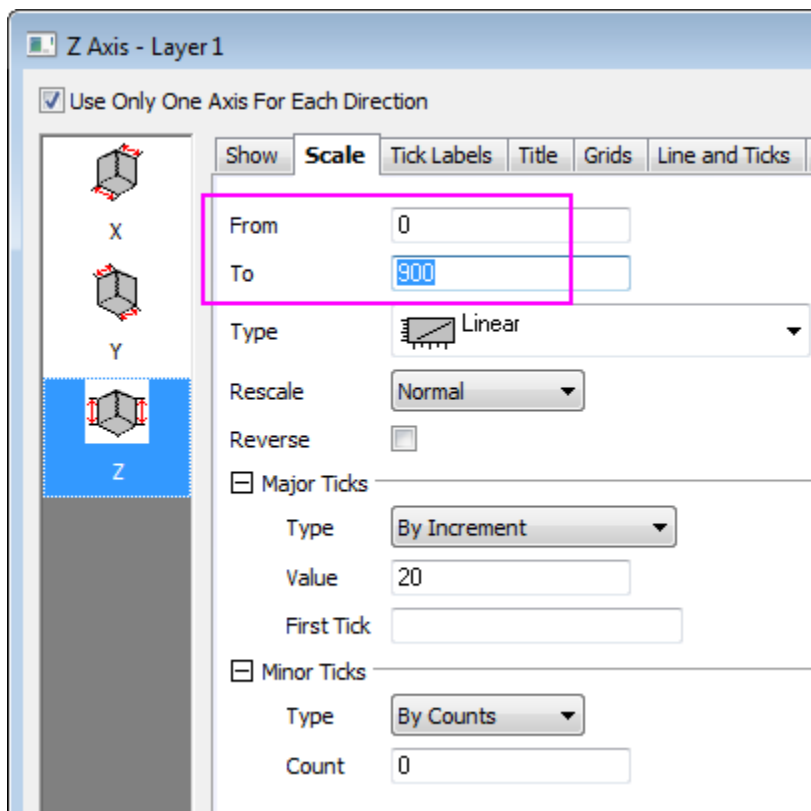 Z Axis - Layer 1
Use Only One Axis For Each Direction
X
Y
Z
Show Scale Tick Labels Title Grids Line and Ticks
From 0
To 900
Type Linear
Rescale Normal
Reverse
Major Ticks
Type By Increment
Value 20
First Tick
Minor Ticks
Type By Counts
Count 0